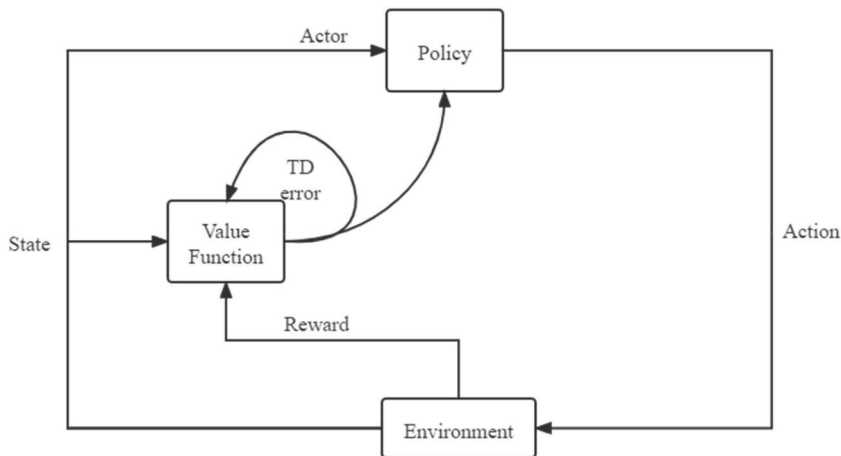 Actor
Policy
TD
error
Value
Function
State
Action
Reward
Environment